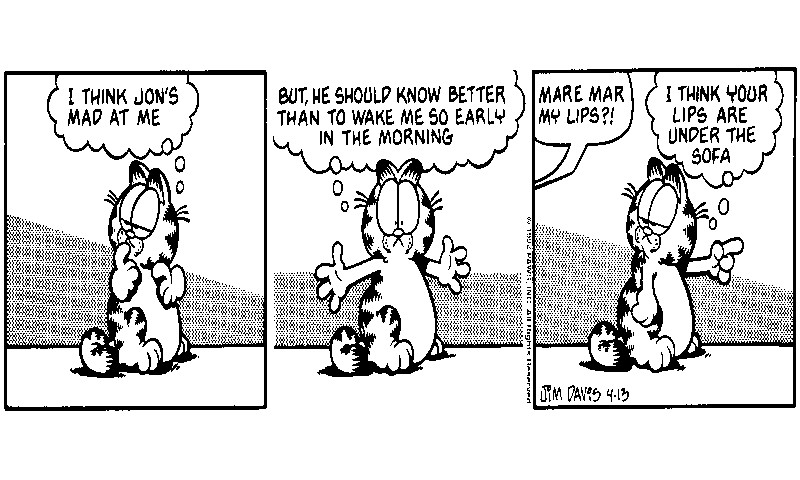 I THINK JON'S
MAD AT ME
BUT, HE SHOULD KNOW BETTER
THAN TO WAKE ME SO EARLY
IN THE MORNING
MARE MAR
MY LIPS?!
I THINK YOUR
LIPS ARE
UNDER THE
SOFA
JIM DAVIS 4-13